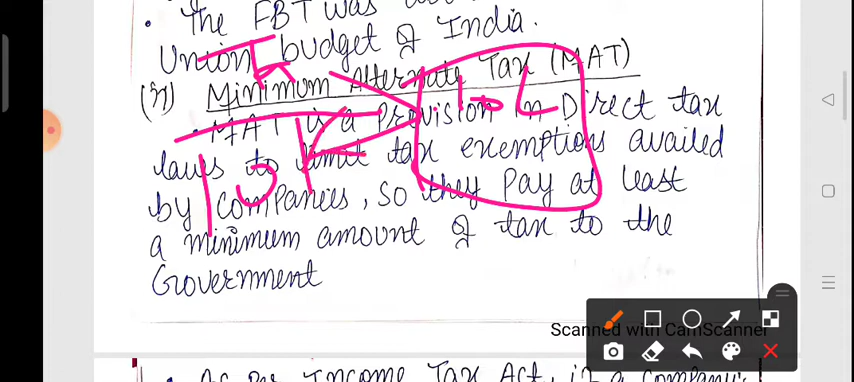 • The FBT was
Union budget of India.
Minimum Alternate Tax (MAT)
• MAT is a Provision in Direct tax
laws to limit tax exemptions availed
by companies, so they pay at least
a minimum amount of tax to the
Government
Scanned with CamScanner
• As per Income Tax Act, if a company's